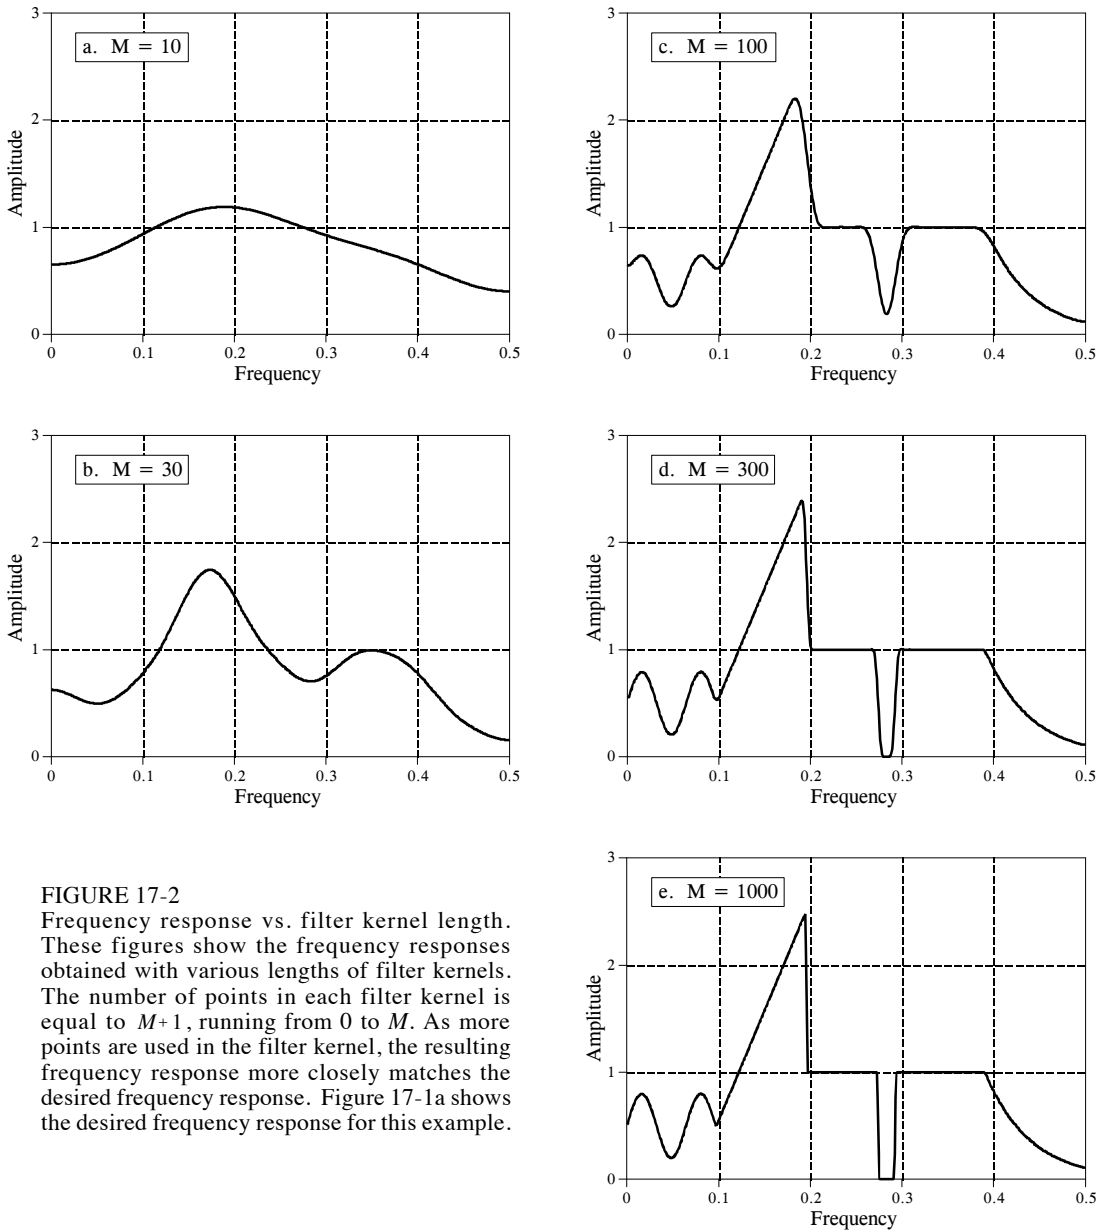 a. M = 10
3
2
1
0
Amplitude
0 0.1 0.2 0.3 0.4 0.5
Frequency
b. M = 30
3
2
1
0
Amplitude
0 0.1 0.2 0.3 0.4 0.5
Frequency
c. M = 100
3
2
1
0
Amplitude
0 0.1 0.2 0.3 0.4 0.5
Frequency
d. M = 300
3
2
1
0
Amplitude
0 0.1 0.2 0.3 0.4 0.5
Frequency
e. M = 1000
3
2
1
0
Amplitude
0 0.1 0.2 0.3 0.4 0.5
Frequency
FIGURE 17-2
Frequency response vs. filter kernel length.
These figures show the frequency responses
obtained with various lengths of filter kernels.
The number of points in each filter kernel is
equal to M+1, running from 0 to M. As more
points are used in the filter kernel, the resulting
frequency response more closely matches the
desired frequency response. Figure 17-1a shows
the desired frequency response for this example.